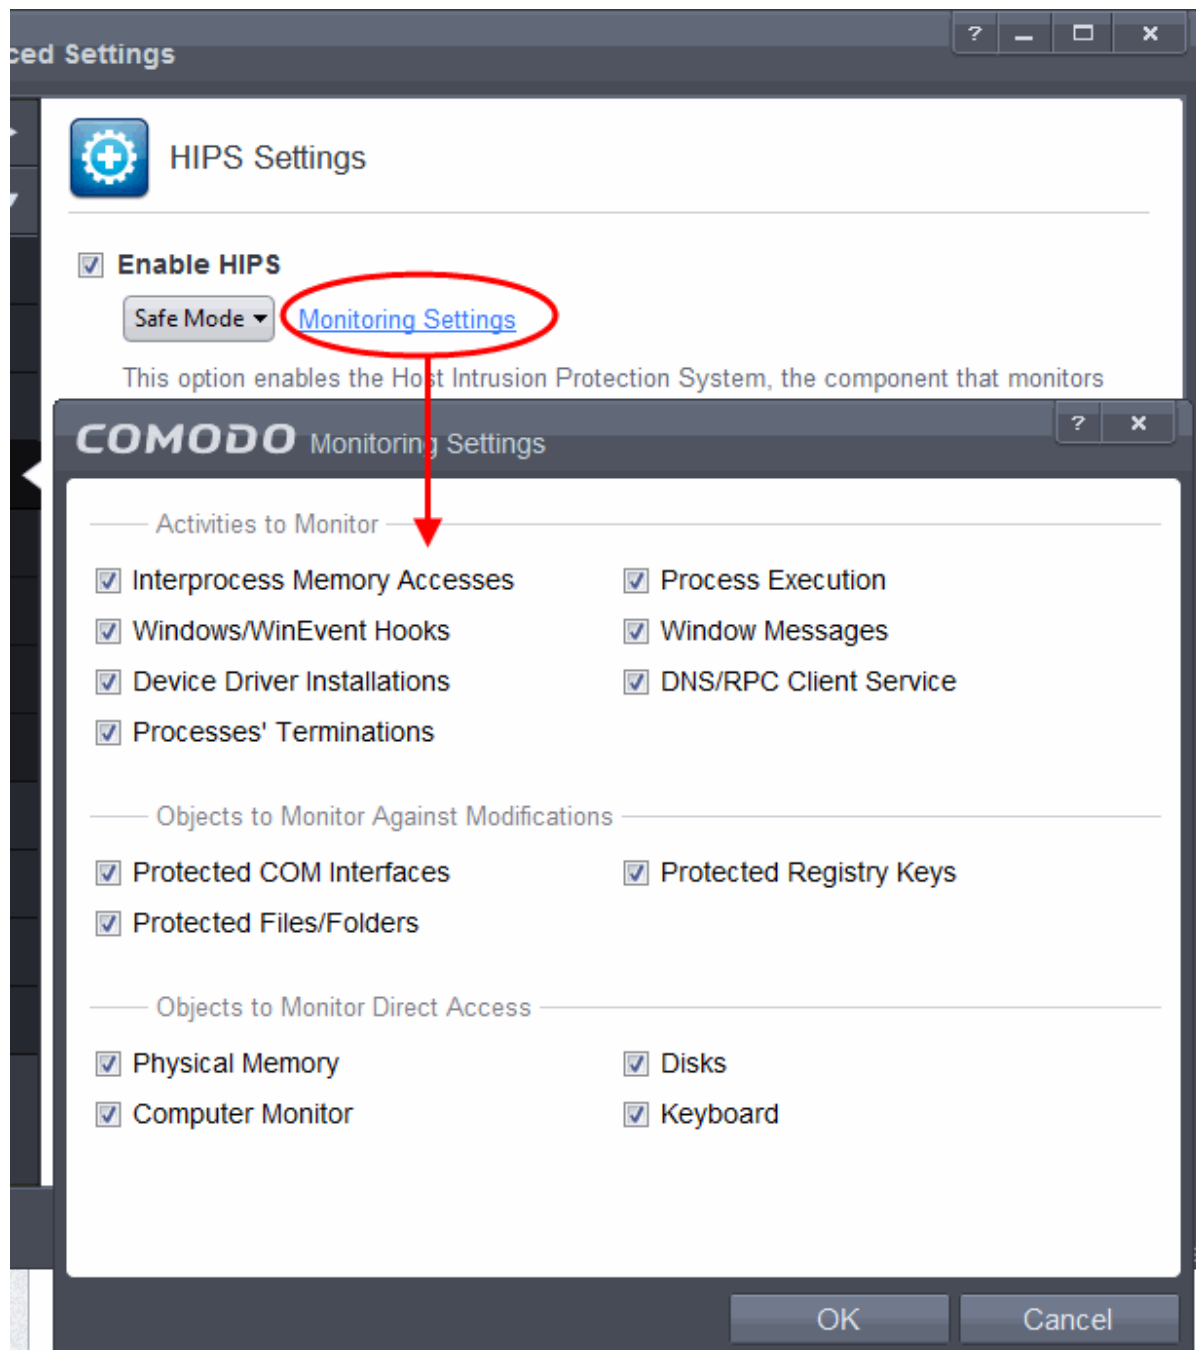 ced Settings
?
HIPS Settings
Enable HIPS
Safe Mode Monitoring Settings
This option enables the Host Intrusion Protection System, the component that monitors
COMODO Monitoring Settings
?
Activities to Monitor
Interprocess Memory Accesses Process Execution
Windows/WinEvent Hooks Window Messages
Device Driver Installations DNS/RPC Client Service
Processes' Terminations
Objects to Monitor Against Modifications
Protected COM Interfaces Protected Registry Keys
Protected Files/Folders
Objects to Monitor Direct Access
Physical Memory Disks
Computer Monitor Keyboard
OK Cancel